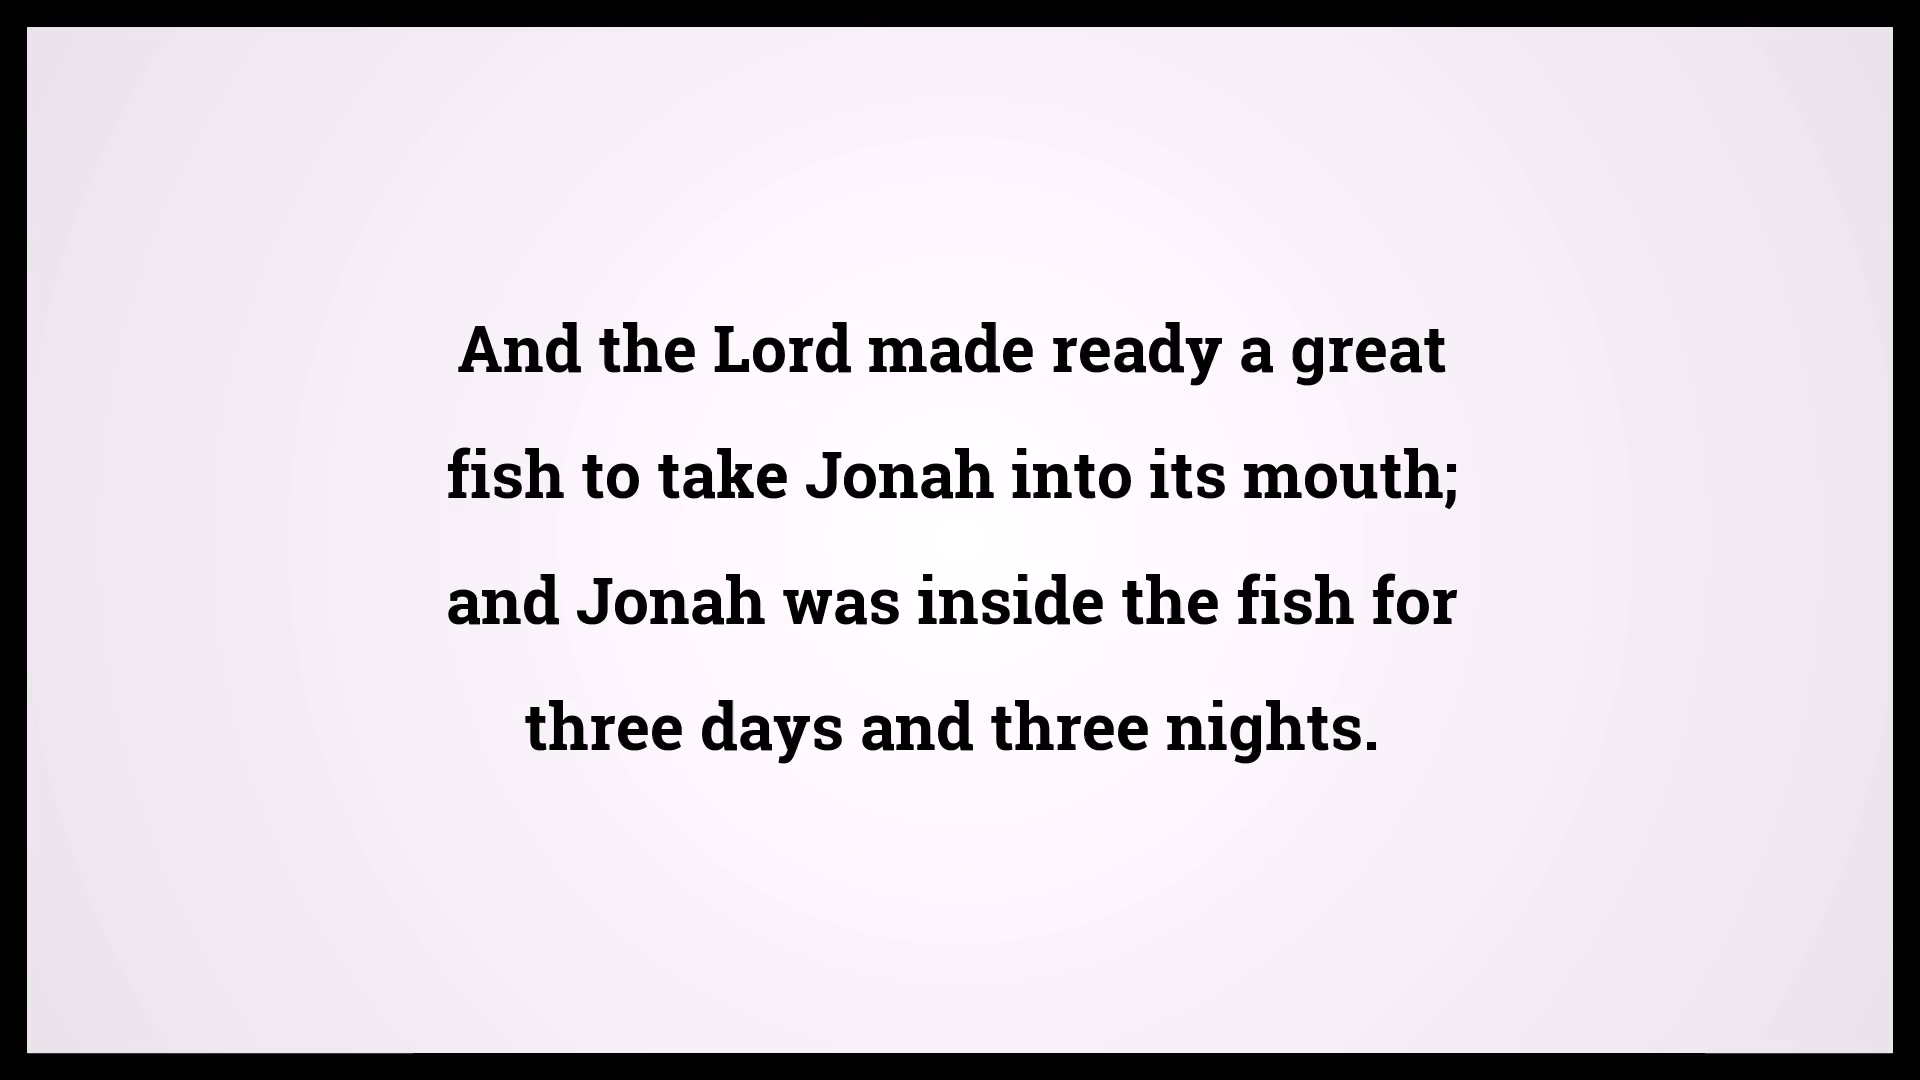 And the Lord made ready a great
fish to take Jonah into its mouth;
and Jonah was inside the fish for
three days and three nights.